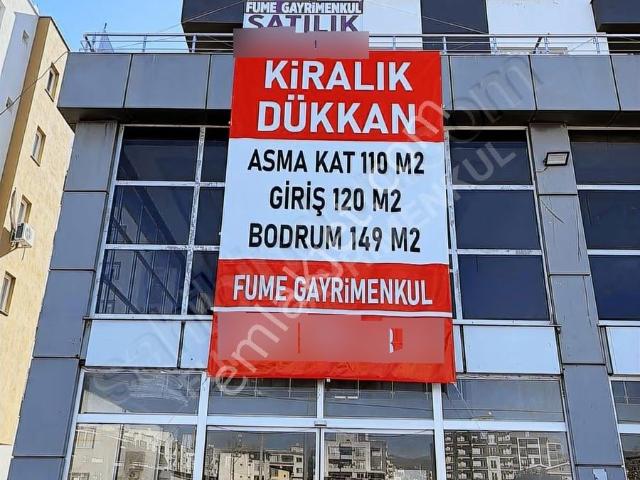 FUME GAYRİMENKUL
SATILIK
KİRALIK
DÜKKAN
ASMA KAT 110 M2
GİRİŞ 120 M2
BODRUM 149 M2
FUME GAYRİMENKUL